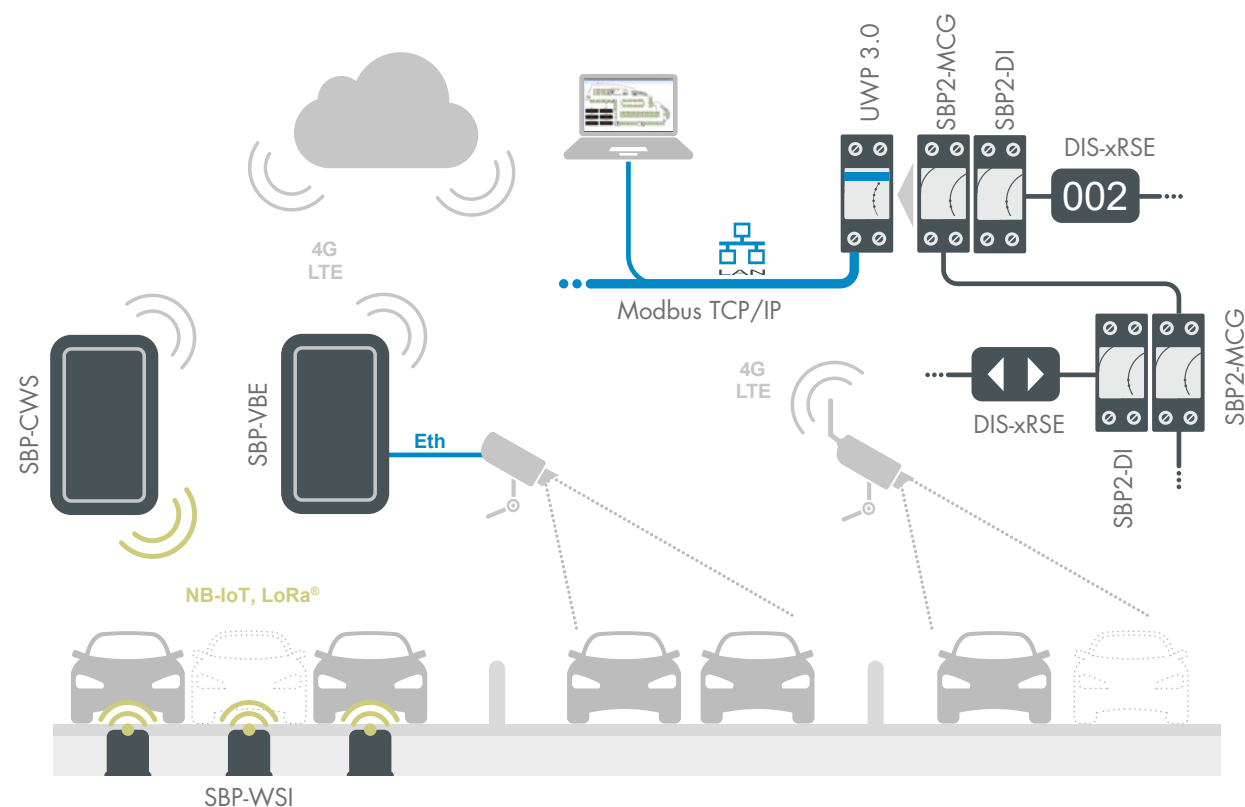 UWP 3.0
SBP2-MCG
SBP2-DI
DIS-xRSE
002
4G
LTE
LAN
Modbus TCP/IP
SBP-CWS
SBP-VBE
Eth
4G
LTE
DIS-xRSE
SBP2-DI
SBP2-MCG
NB-IoT, LoRa®
SBP-WSI